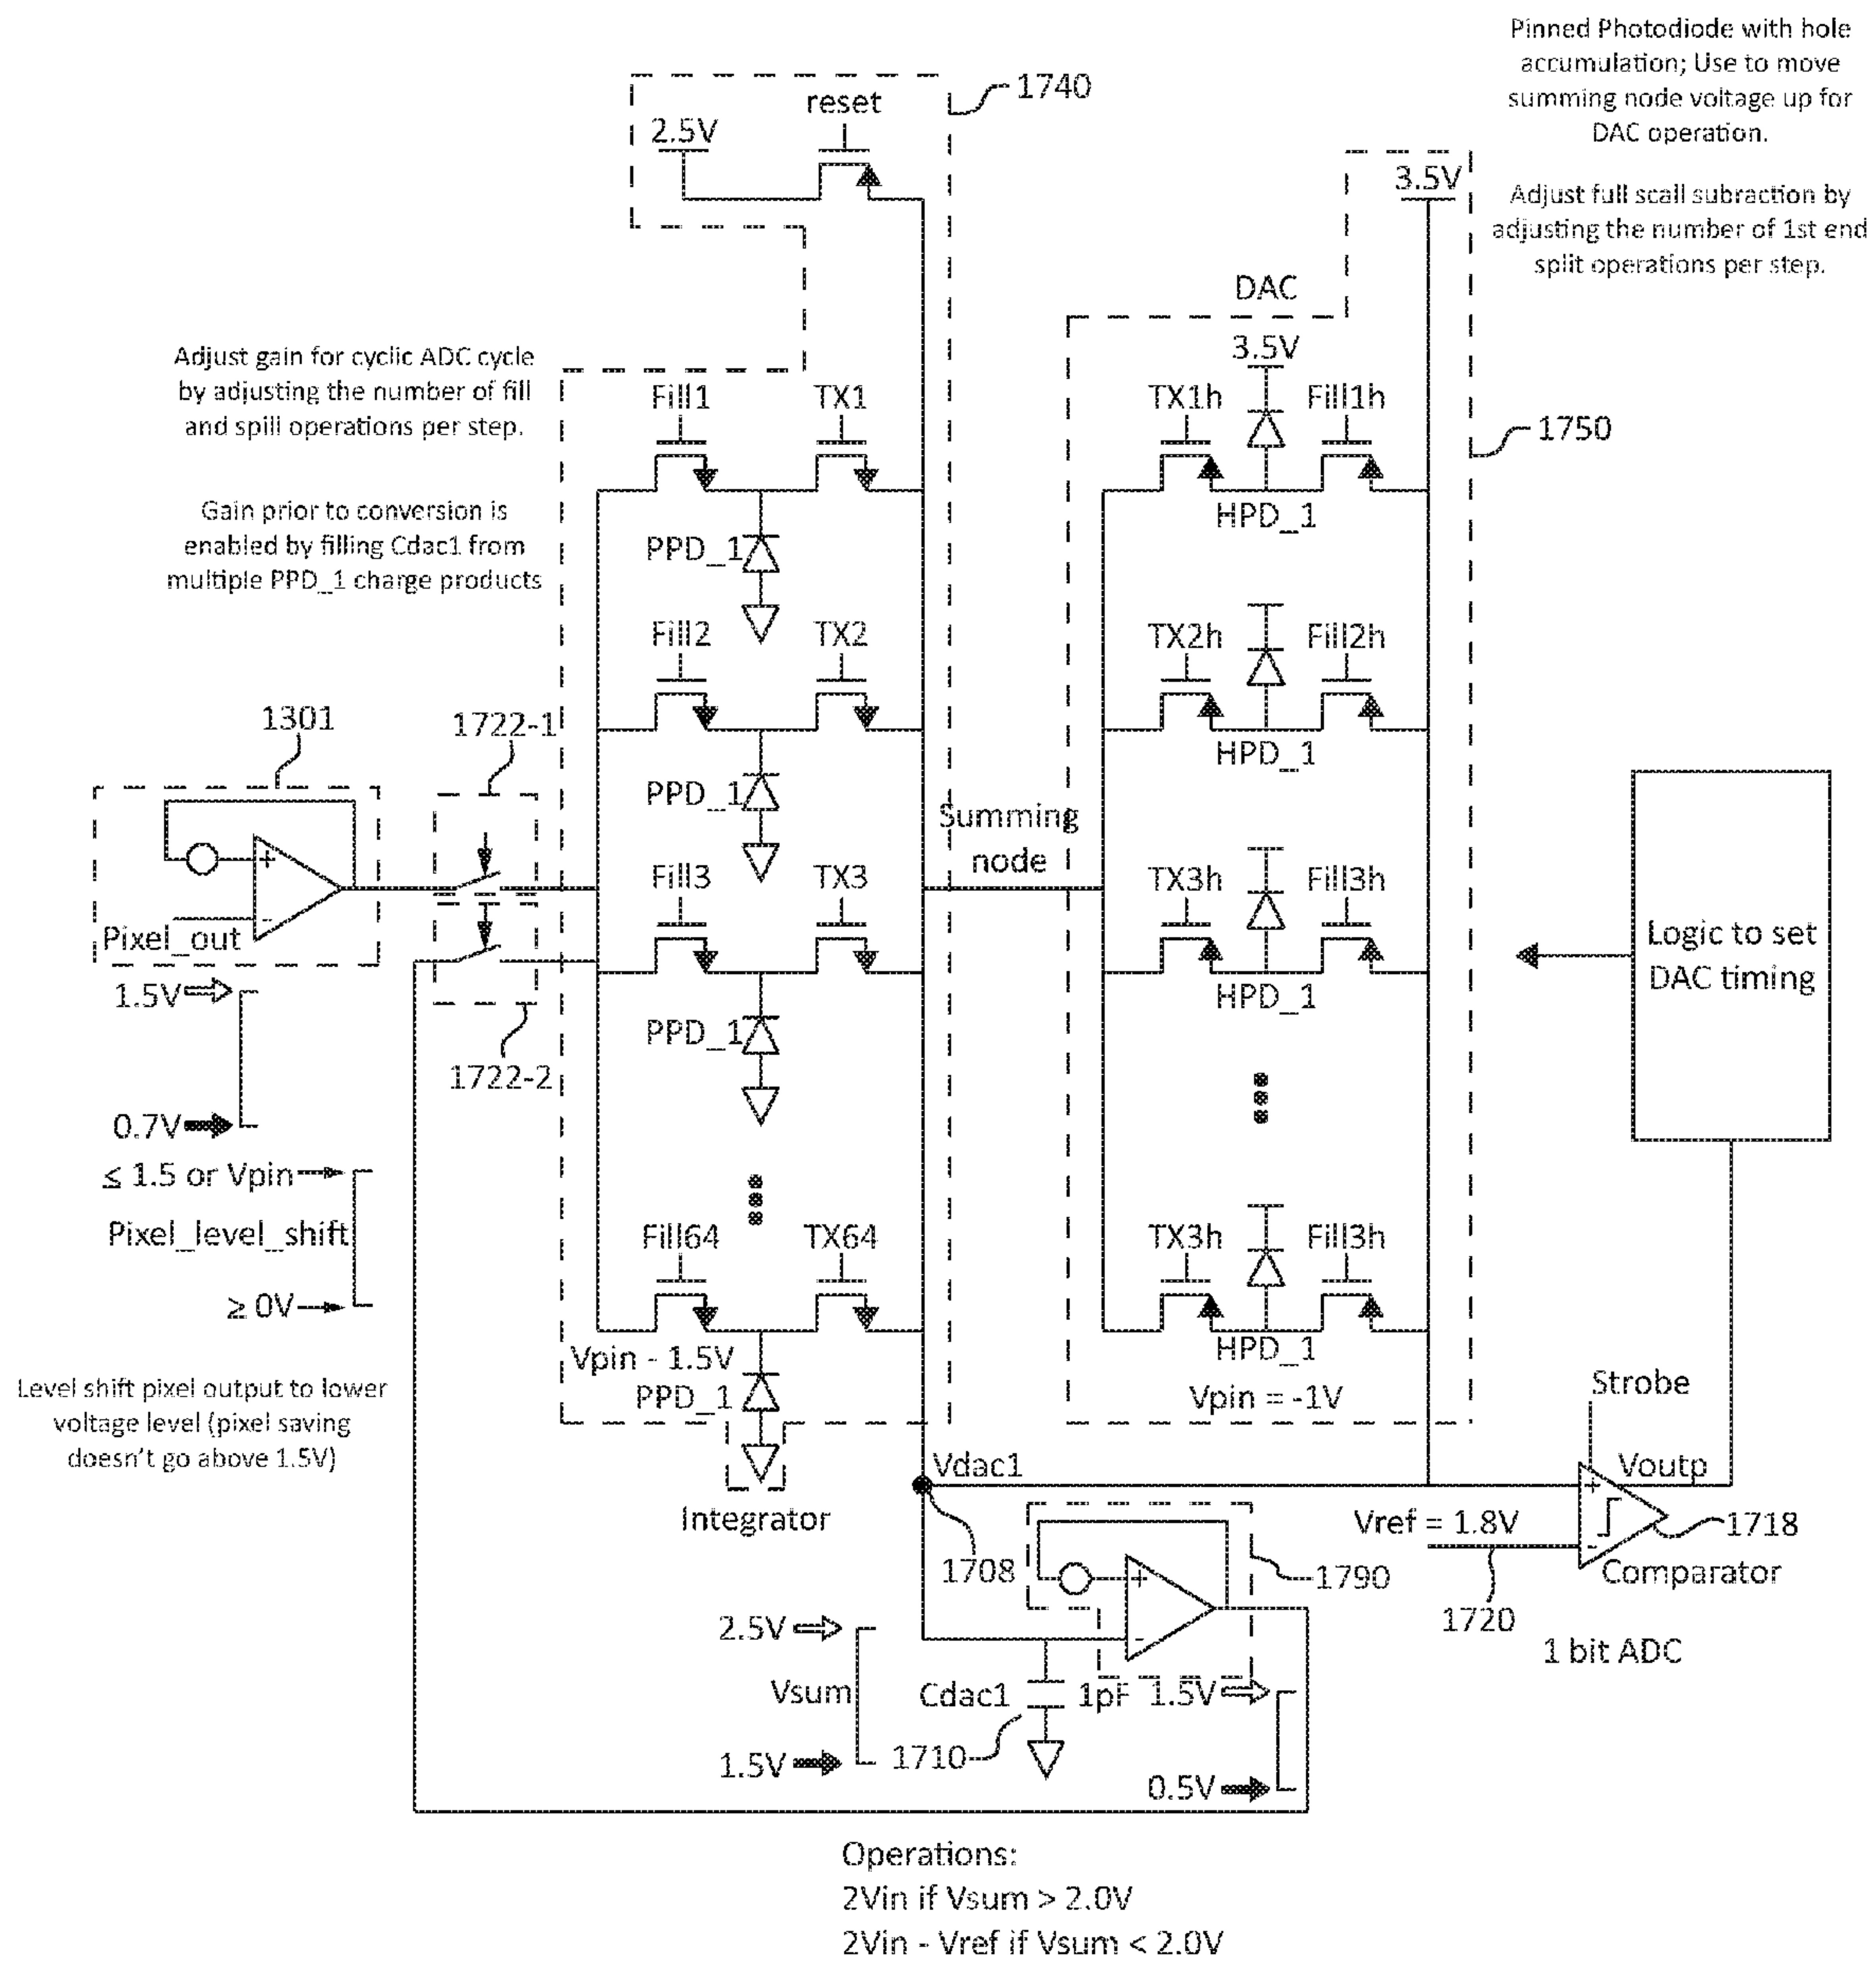 Pinned Photodiode with hole
accumulation; Use to move
summing node voltage up for
DAC operation.
Adjust full scall subraction by
adjusting the number of 1st end
split operations per step.
1740
reset
2.5V
3.5V
DAC
3.5V
1750
Adjust gain for cyclic ADC cycle
by adjusting the number of fill
and spill operations per step.
Gain prior to conversion is
enabled by filling Cdac1 from
multiple PPD_1 charge products
Fill1
TX1
TX1h
Fill1h
PPD_1
HPD_1
Fill2
TX2
TX2h
Fill2h
PPD_1
HPD_1
1301
1722-1
Summing
node
Fill3
TX3
TX3h
Fill3h
+
-
Pixel_out
PPD_1
HPD_1
Logic to set
DAC timing
1.5V
1722-2
0.7V
≤ 1.5 or Vpin
Pixel_level_shift
≥ 0V
Fill64
TX64
TX3h
Fill3h
Vpin - 1.5V
PPD_1
HPD_1
Vpin = -1V
Level shift pixel output to lower
voltage level (pixel saving
doesn't go above 1.5V)
Integrator
Strobe
Vdac1
Voutp
+
-
Vref = 1.8V
1718
Comparator
1708
1790
1720
1 bit ADC
+
-
2.5V
Vsum
1.5V
Cdac1
1pF
1710
1.5V
0.5V
Operations:
2Vin if Vsum > 2.0V
2Vin - Vref if Vsum < 2.0V